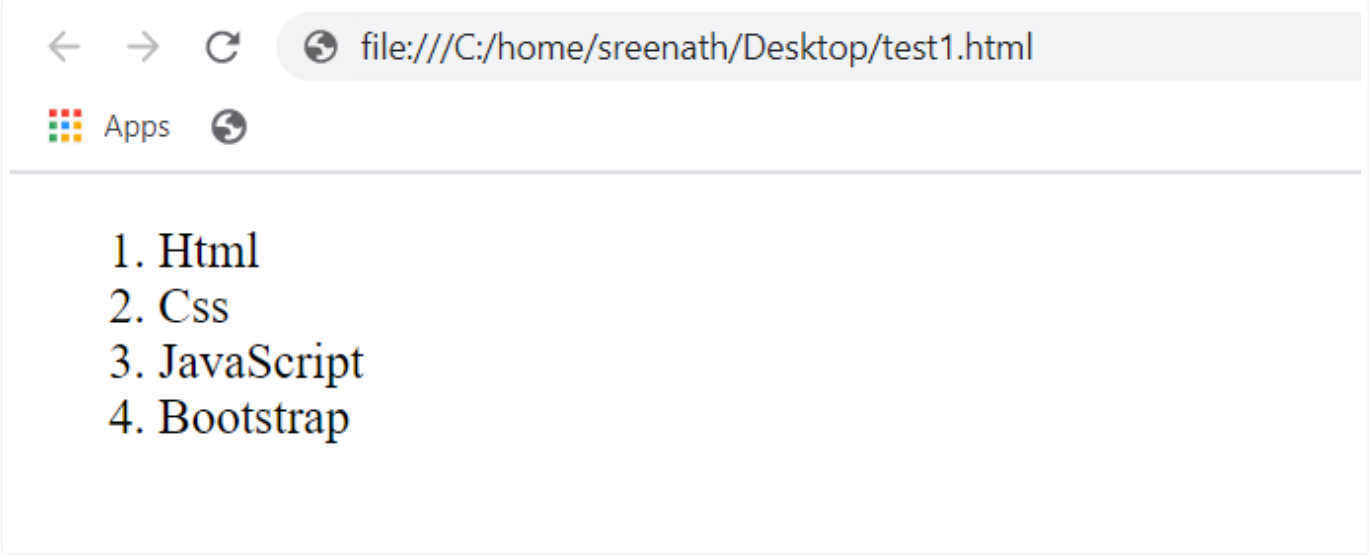 file:///C:/home/sreenath/Desktop/test1.html
Apps
1. Html
2. Css
3. JavaScript
4. Bootstrap